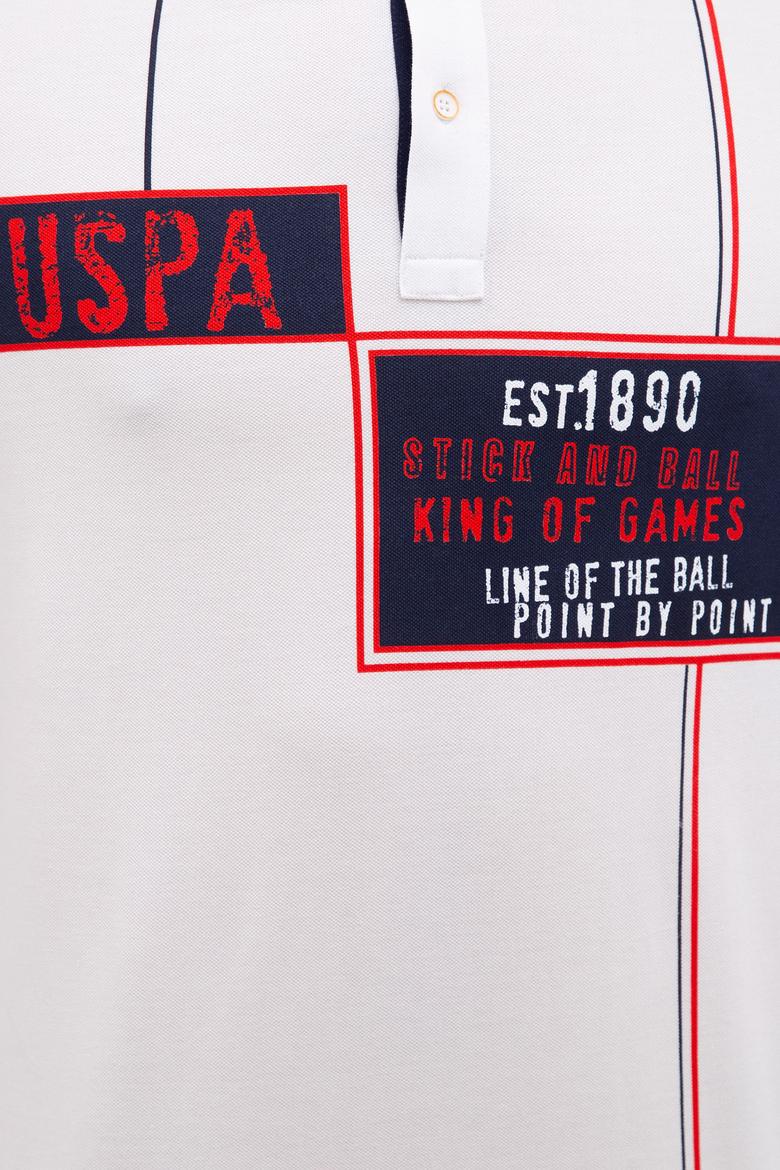 USPA
EST.1890
STICK AND BALL
KING OF GAMES
LINE OF THE BALL
POINT BY POINT